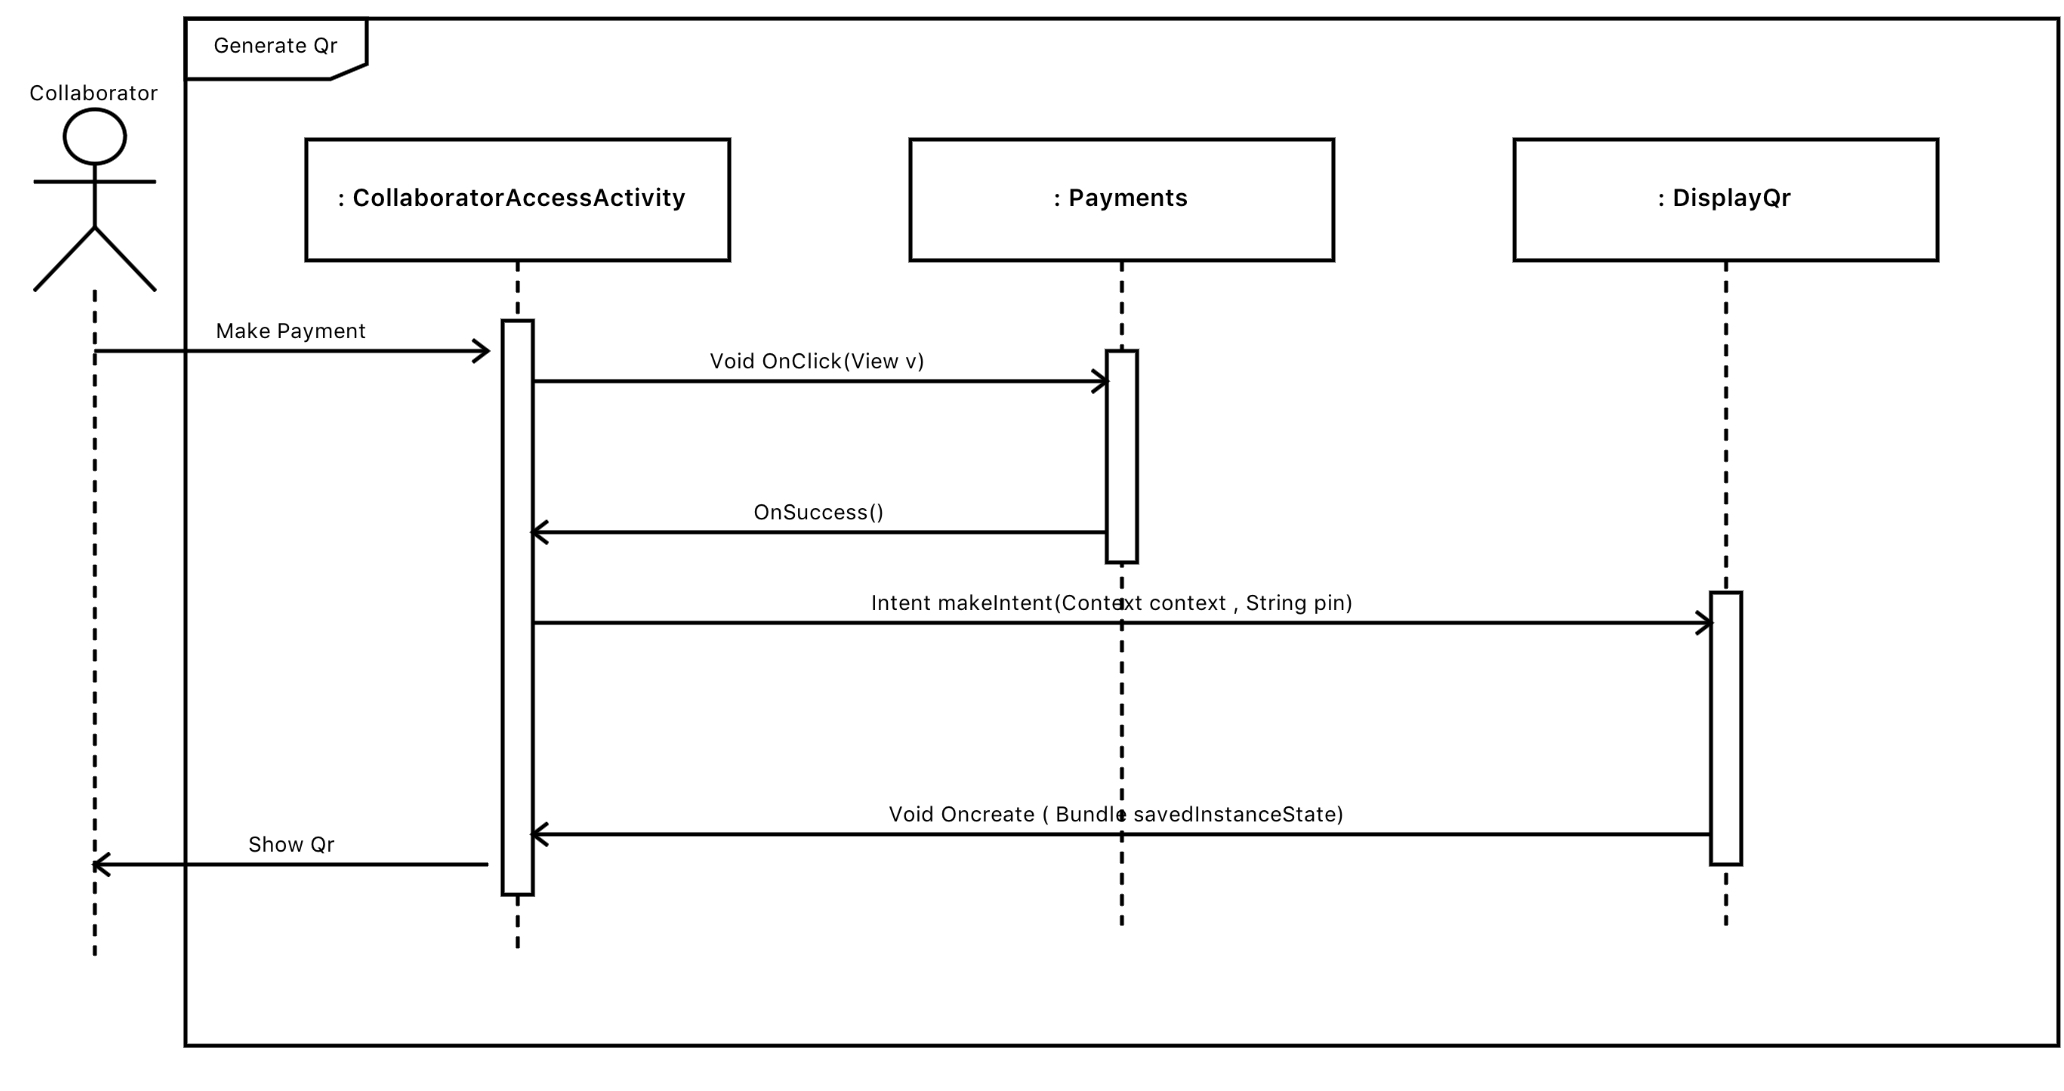 Generate Qr
Collaborator
: CollaboratorAccessActivity
: Payments
: DisplayQr
Make Payment
Void OnClick(View v)
OnSuccess()
Intent makeIntent(Context context , String pin)
Void Oncreate ( Bundle savedInstanceState)
Show Qr